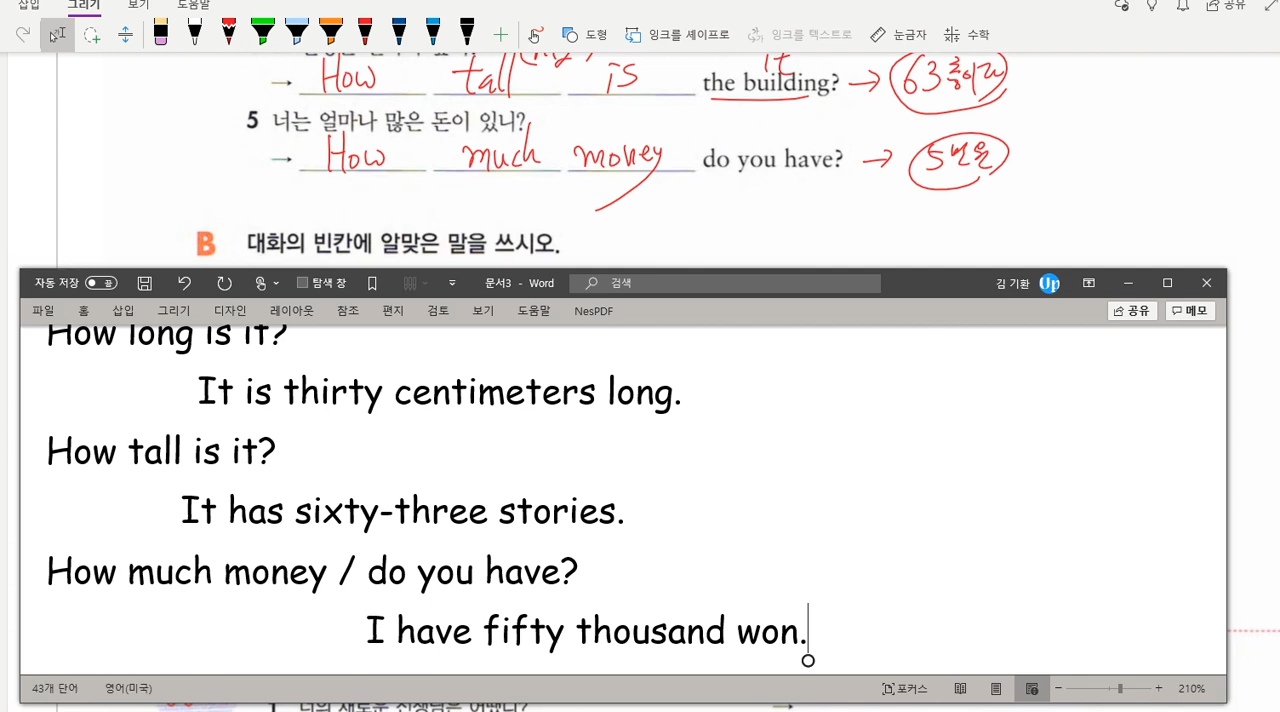 삽입 그리기 보기 도움말 공유
도형 잉크를 셰이프로 잉크를 텍스트로 눈금자 수학
→ How tall is the building? it → 63층이다
5 너는 얼마나 많은 돈이 있니?
→ How much money do you have? → 5번을
B 대화의 빈칸에 알맞은 말을 쓰시오.
자동 저장 끔 탐색 창 문서3 - Word 검색 김 기환 Up
파일 홈 삽입 그리기 디자인 레이아웃 참조 편지 검토 보기 도움말 NesPDF 공유 메모
How long is it?
It is thirty centimeters long.
How tall is it?
It has sixty-three stories.
How much money / do you have?
I have fifty thousand won.
43개 단어 영어(미국) 포커스 210%